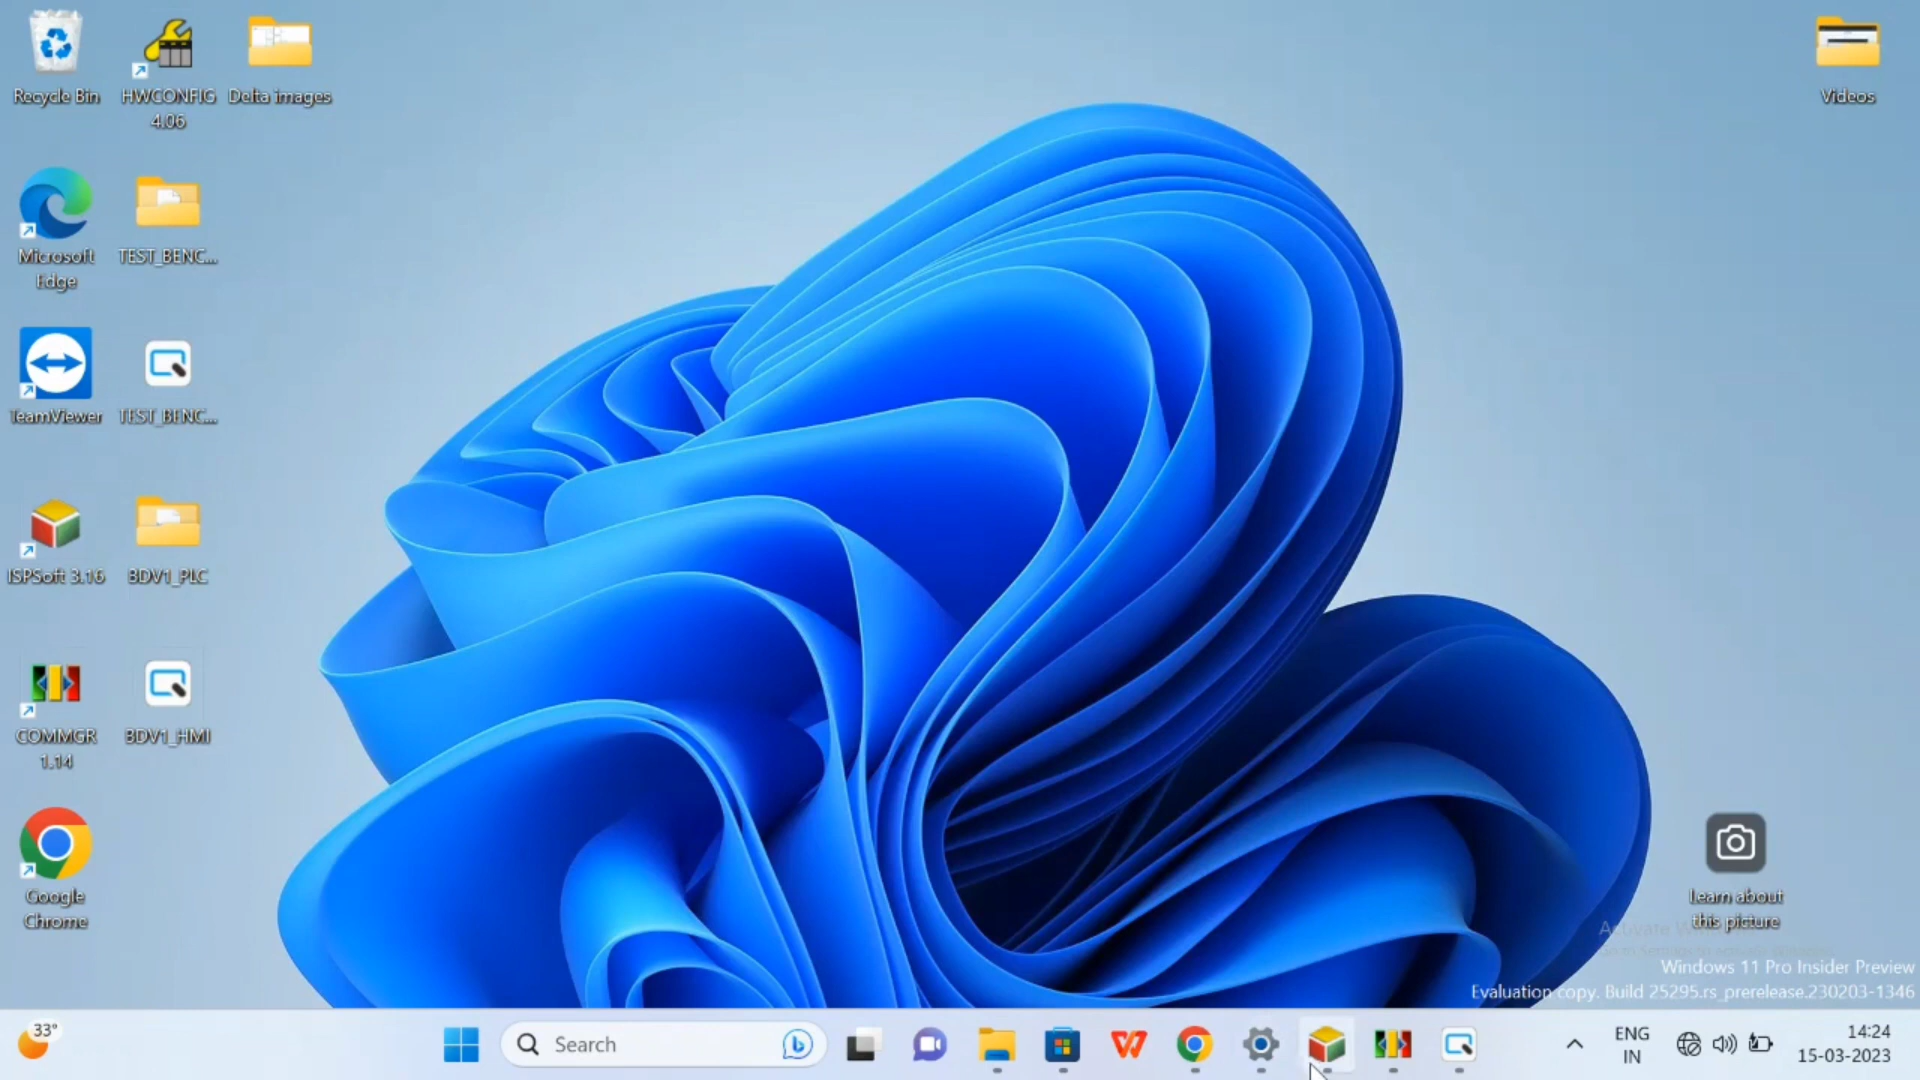 Recycle Bin
HWCONFIG
4.06
Delta images
Videos
Microsoft
Edge
TEST_BENC...
TeamViewer
TEST_BENC...
ISPSoft 3.16
BDV1_PLC
COMMGR
1.14
BDV1_HMI
Google
Chrome
Learn about
this picture
Activate W
Windows 11 Pro Insider Preview
Evaluation copy. Build 25295.rs_prerelease.230203-1346
33°
Search
ENG
IN
14:24
15-03-2023